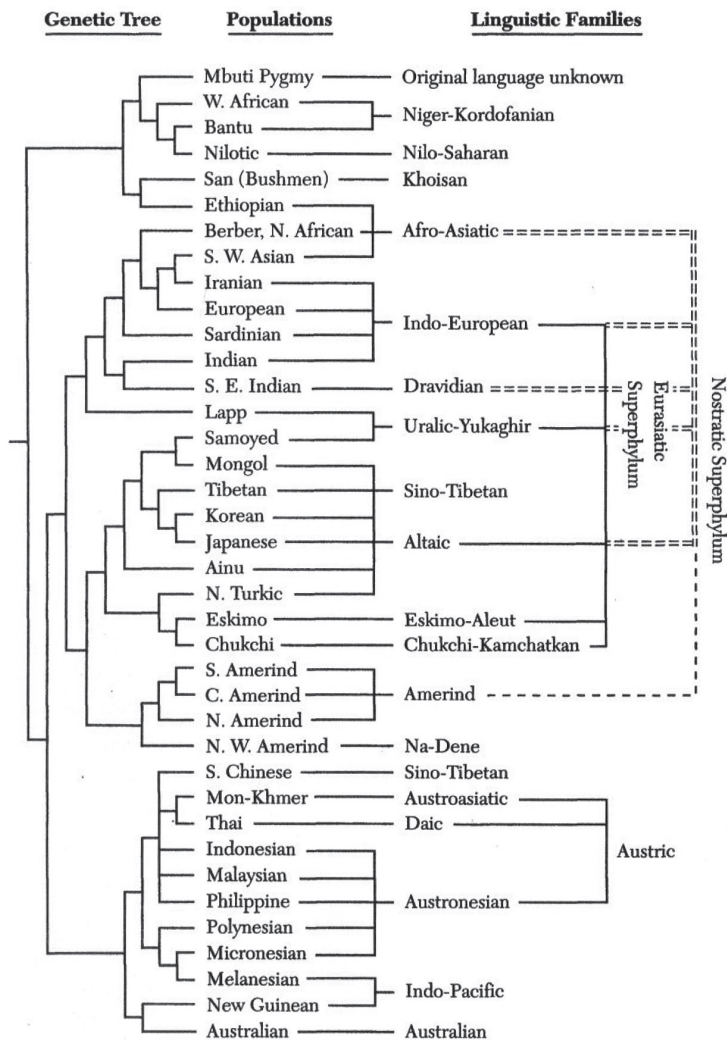 Genetic Tree Populations Linguistic Families
Mbuti Pygmy Original language unknown
W. African
Niger-Kordofanian
Bantu
Nilotic Nilo-Saharan
San (Bushmen) Khoisan
Ethiopian
Berber, N. African Afro-Asiatic
S. W. Asian
Iranian
European Indo-European
Sardinian
Indian
S. E. Indian Dravidian
Lapp
Uralic-Yukaghir
Samoyed
Mongol
Tibetan Sino-Tibetan
Korean
Japanese Altaic
Ainu
N. Turkic
Eskimo Eskimo-Aleut
Chukchi Chukchi-Kamchatkan
Eurasiatic
Superphylum
Nostratic Superphylum
S. Amerind
C. Amerind Amerind
N. Amerind
N. W. Amerind Na-Dene
S. Chinese Sino-Tibetan
Mon-Khmer Austroasiatic
Thai Daic
Austric
Indonesian
Malaysian
Philippine Austronesian
Polynesian
Micronesian
Melanesian
Indo-Pacific
New Guinean
Australian Australian